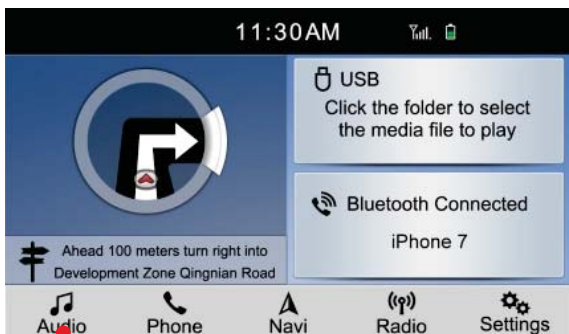 11:30AM
USB
Click the folder to select
the media file to play
Bluetooth Connected
iPhone 7
Ahead 100 meters turn right into
Development Zone Qingnian Road
Audio Phone Navi Radio Settings